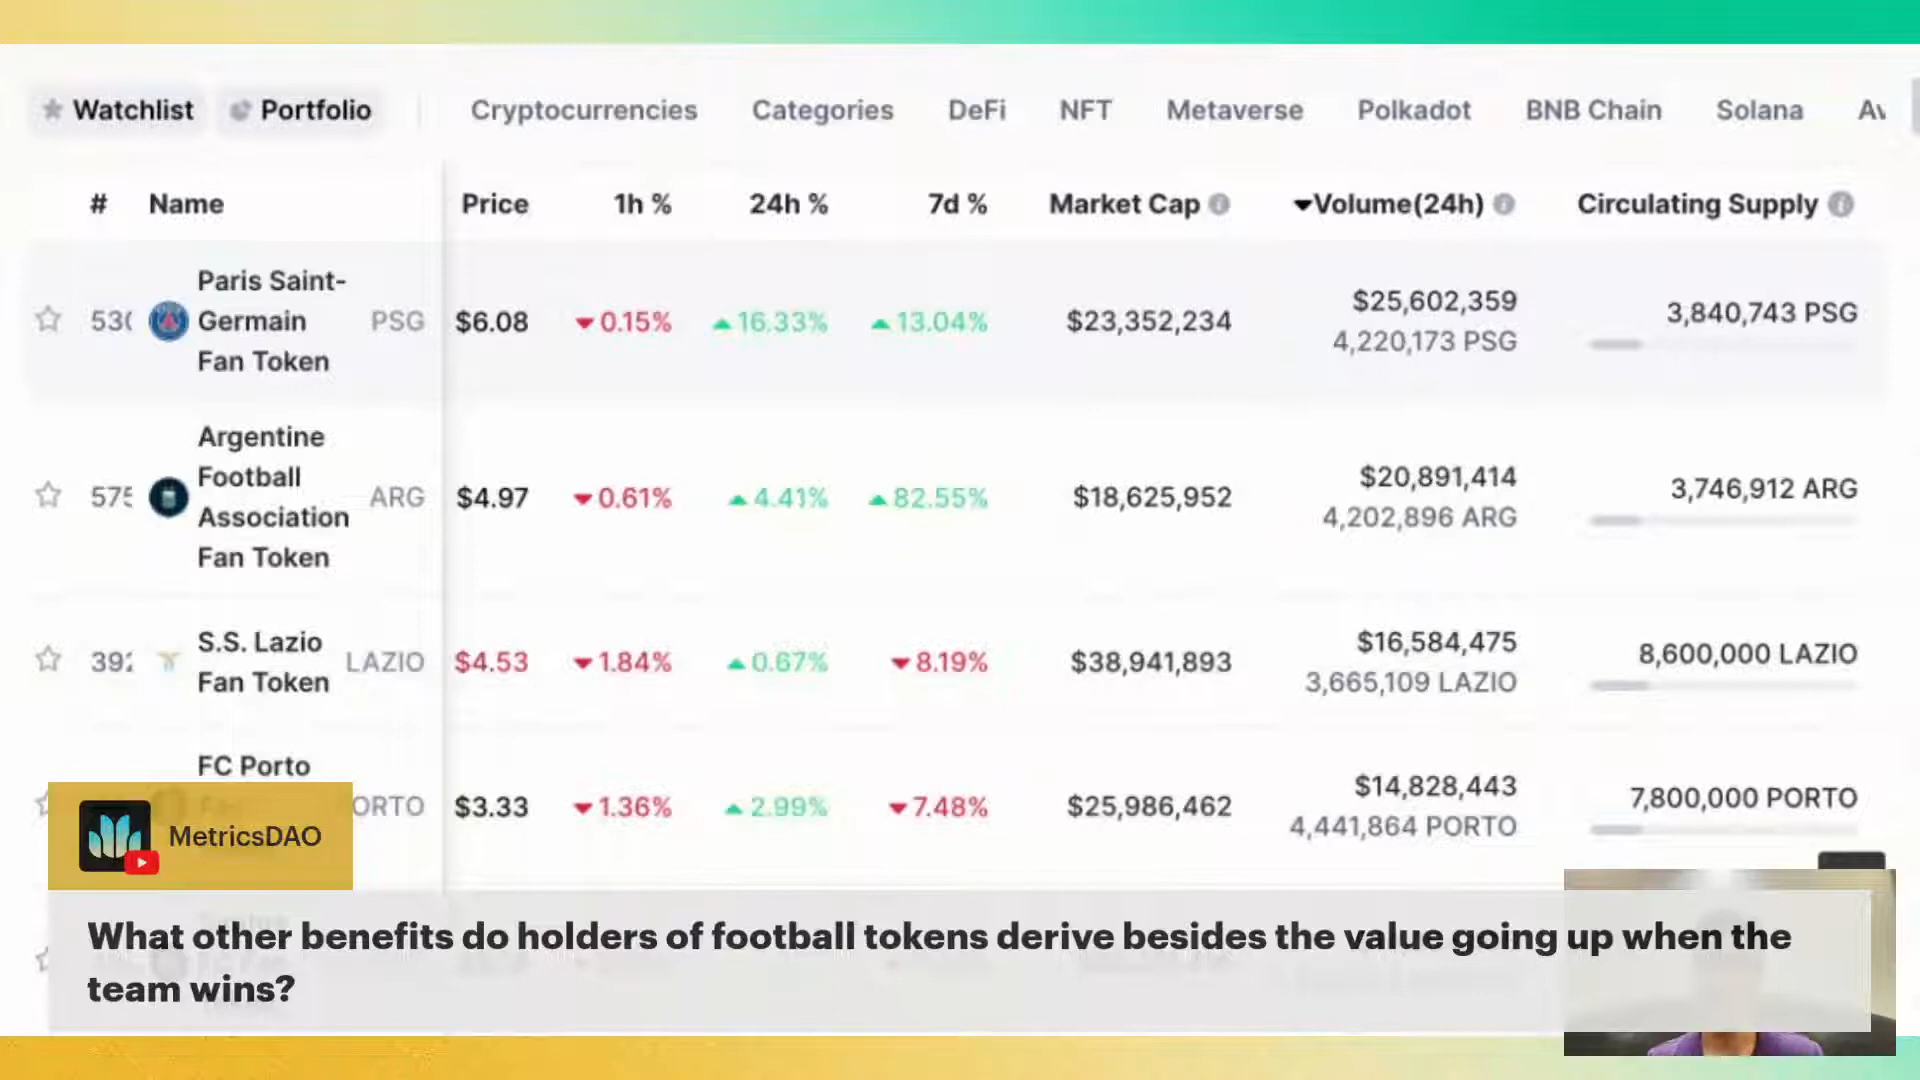 Watchlist Portfolio Cryptocurrencies Categories DeFi NFT Metaverse Polkadot BNB Chain Solana
# Name Price 1h % 24h % 7d % Market Cap Volume(24h) Circulating Supply
Paris Saint-
Germain
Fan Token
PSG $6.08 0.15% 16.33% 13.04% $23,352,234
$25,602,359
4,220,173 PSG
3,840,743 PSG
Argentine
Football
Association
Fan Token
ARG $4.97 0.61% 4.41% 82.55% $18,625,952
$20,891,414
4,202,896 ARG
3,746,912 ARG
S.S. Lazio
Fan Token
LAZIO $4.53 1.84% 0.67% 8.19% $38,941,893
$16,584,475
3,665,109 LAZIO
8,600,000 LAZIO
FC Porto
ORTO $3.33 1.36% 2.99% 7.48% $25,986,462
$14,828,443
4,441,864 PORTO
7,800,000 PORTO
MetricsDAO
What other benefits do holders of football tokens derive besides the value going up when the
team wins?